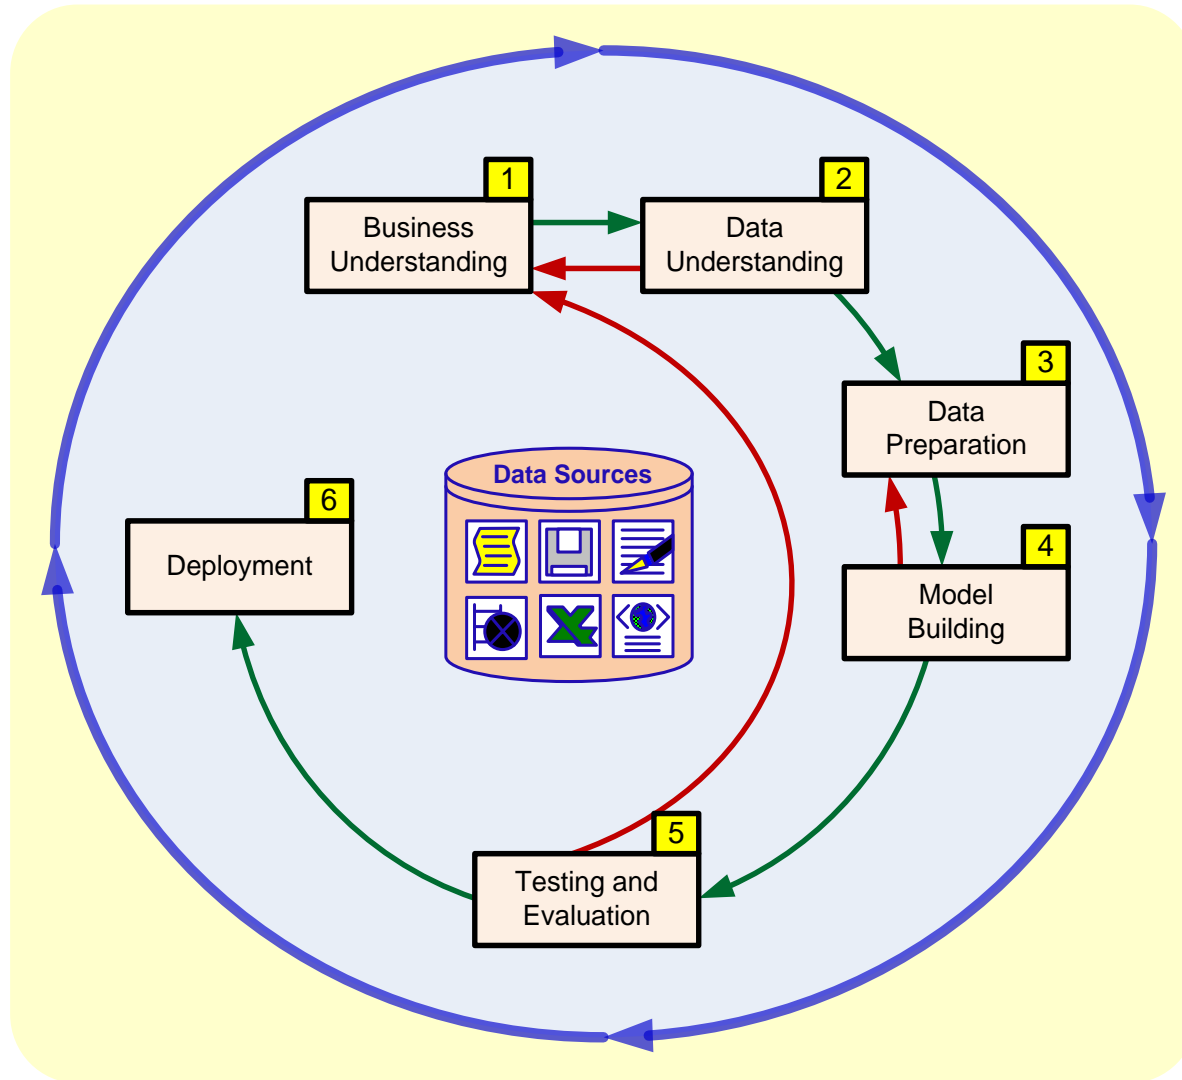 1
Business
Understanding
2
Data
Understanding
3
Data
Preparation
4
Model
Building
5
Testing and
Evaluation
6
Deployment
Data Sources